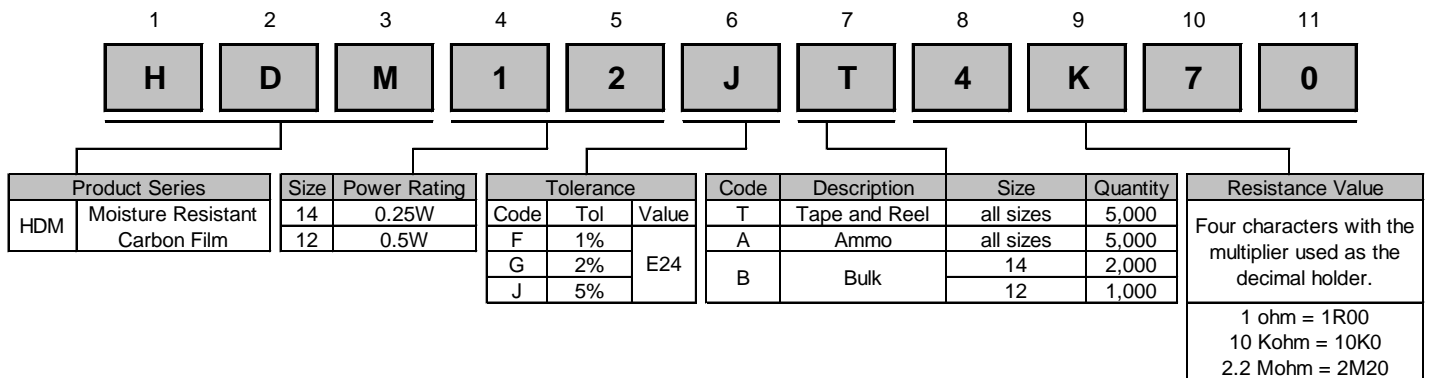 1 2 3 4 5 6 7 8 9 10 11
H D M 1 2 J T 4 K 7 0
Product Series
HDM Moisture Resistant
Carbon Film
Size Power Rating
14 0.25W
12 0.5W
Tolerance
Code Tol Value
F 1%
G 2% E24
J 5%
Code Description Size Quantity
T Tape and Reel all sizes 5,000
A Ammo all sizes 5,000
B Bulk 14 2,000
12 1,000
Resistance Value
Four characters with the
multiplier used as the
decimal holder.
1 ohm = 1R00
10 Kohm = 10K0
2.2 Mohm = 2M20